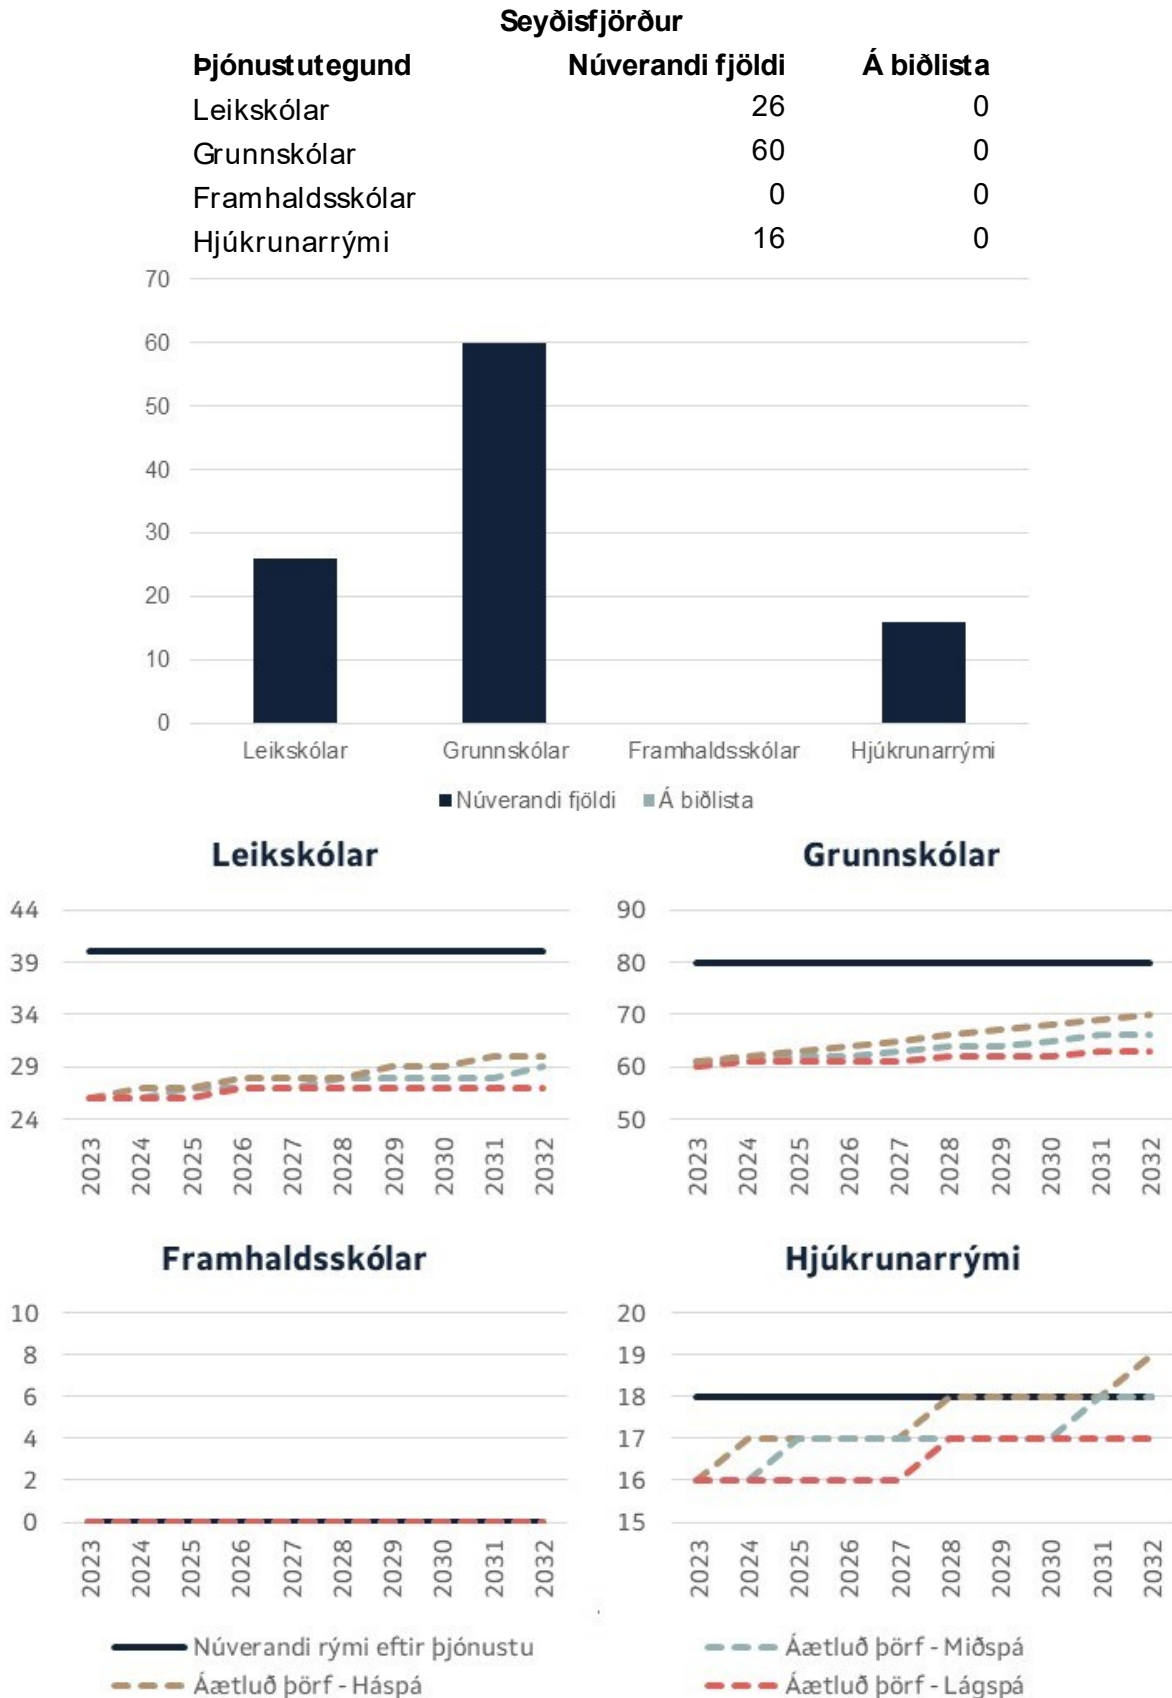 Seyðisfjörður
Þjónustutegund Núverandi fjöldi Á biðlista
Leikskólar 26 0
Grunnskólar 60 0
Framhaldsskólar 0 0
Hjúkrunarrými 16 0
70
60
50
40
30
20
10
0
Leikskólar Grunnskólar Framhaldsskólar Hjúkrunarrými
Núverandi fjöldi Á biðlista
Leikskólar
44
39
34
29
24
2023 2024 2025 2026 2027 2028 2029 2030 2031 2032
Grunnskólar
90
80
70
60
50
2023 2024 2025 2026 2027 2028 2029 2030 2031 2032
Framhaldsskólar
10
8
6
4
2
0
2023 2024 2025 2026 2027 2028 2029 2030 2031 2032
Hjúkrunarrými
20
19
18
17
16
15
2023 2024 2025 2026 2027 2028 2029 2030 2031 2032
Núverandi rými eftir þjónustu Áætluð þörf - Miðspá
Áætluð þörf - Háspá Áætluð þörf - Lágspá